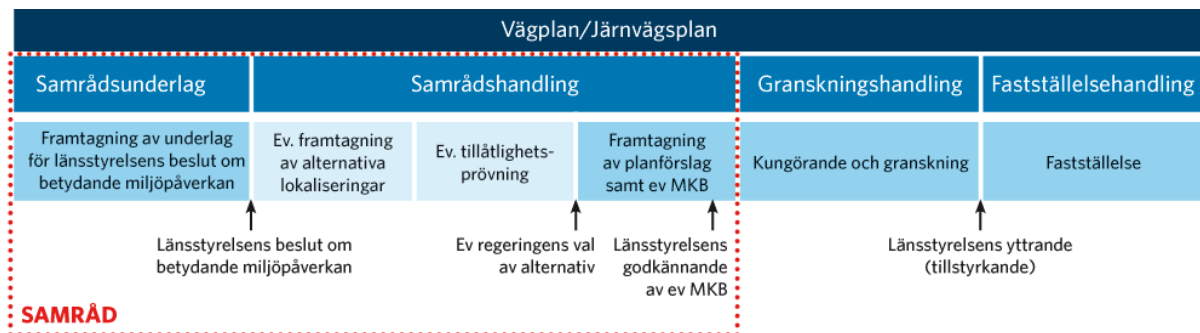 Vägplan/Järnvägsplan
Samrådsunderlag
Samrådshandling
Granskningshandling
Fastställelsehandling
Framtagning av underlag
för länsstyrelsens beslut om
betydande miljöpåverkan
Ev. framtagning
av alternativa
lokaliseringar
Ev. tillåtlighets-
prövning
Framtagning
av planförslag
samt ev MKB
Kungörande och granskning
Fastställelse
Länsstyrelsens beslut om
betydande miljöpåverkan
Ev regeringens val
av alternativ
Länsstyrelsens
godkännande
av ev MKB
Länsstyrelsens yttrande
(tillstyrkande)
SAMRÅD